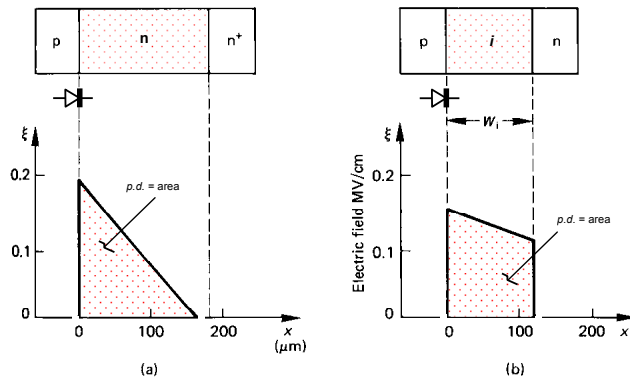 p n n+
ξ
0.2
0.1
0
p.d. = area
0 100 200 x
(μm)
(a)
p i n
Wi
ξ
Electric field MV/cm
0.2
0.1
0
p.d. = area
0 100 200 x
(b)